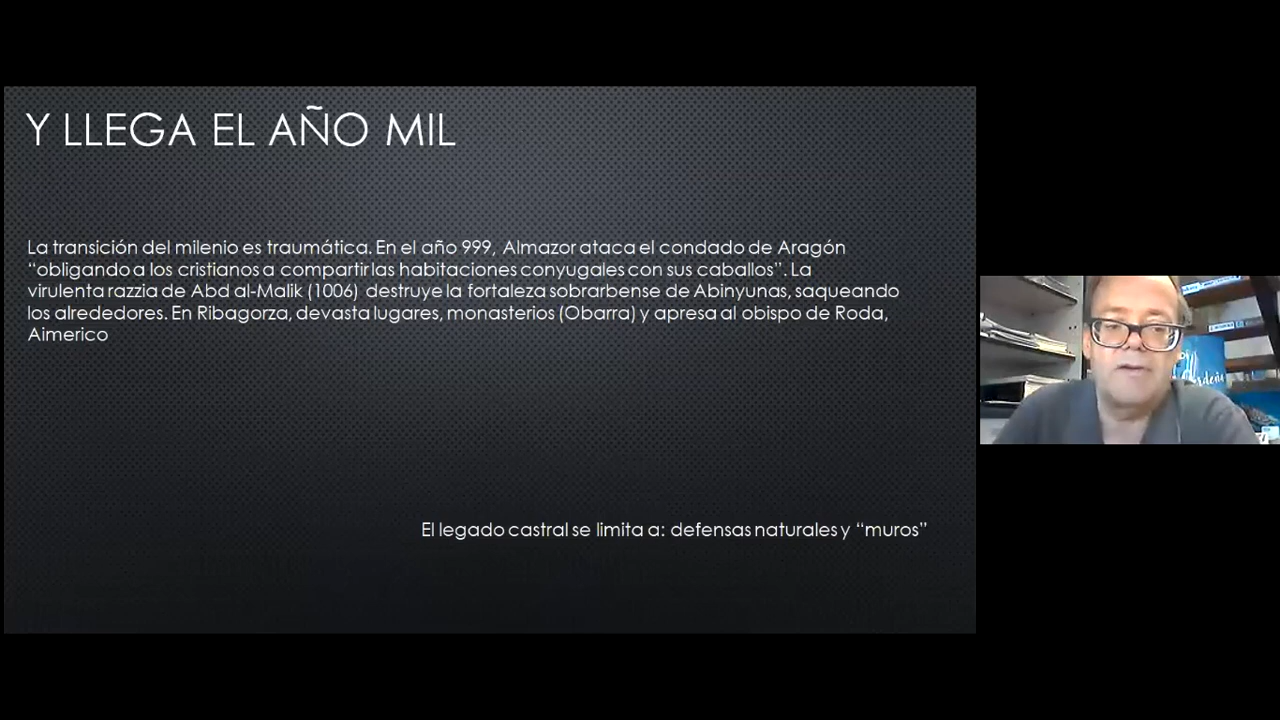 Y LLEGA EL AÑO MIL
La transición del milenio es traumática. En el año 999, Almazor ataca el condado de Aragón
“obligando a los cristianos a compartir las habitaciones conyugales con sus caballos”. La
virulenta razzia de Abd al-Malik (1006) destruye la fortaleza sobrarbense de Abinyunas, saqueando
los alrededores. En Ribagorza, devasta lugares, monasterios (Obarra) y apresa al obispo de Roda,
Aimerico
El legado castral se limita a: defensas naturales y “muros”